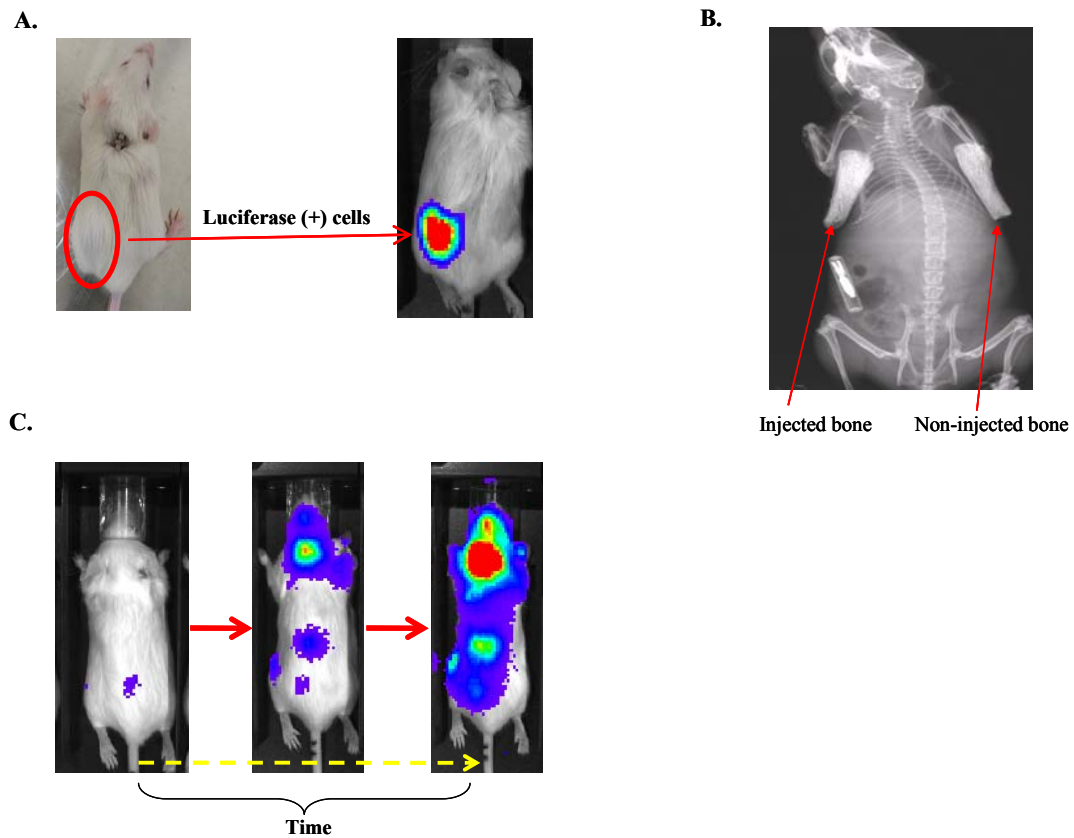 A.
B.
Luciferase (+) cells
Injected bone
Non-injected bone
C.
Time